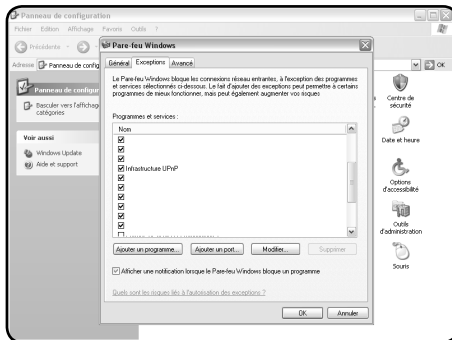 Panneau de configuration
Fichier Edition Affichage Favoris Outils ?
Précédente
Adresse Panneau de config
OK
Panneau de configur
Basculer vers l'affichag
catégories
Voir aussi
Windows Update
Aide et support
Pare-feu Windows
Général Exceptions Avancé
Le Pare-feu Windows bloque les connexions réseau entrantes, à l'exception des programmes
et services sélectionnés ci-dessous. Le fait d'ajouter des exceptions peut permettre à certains
programmes de mieux fonctionner, mais peut également augmenter vos risques
Programmes et services :
Nom
Infrastructure UPnP
Ajouter un programme... Ajouter un port... Modifier... Supprimer
Afficher une notification lorsque le Pare-feu Windows bloque un programme
Quels sont les risques liés à l'autorisation des exceptions ?
OK Annuler
Centre de
sécurité
Date et heure
Options
d'accessibilité
Outils
d'administration
Souris